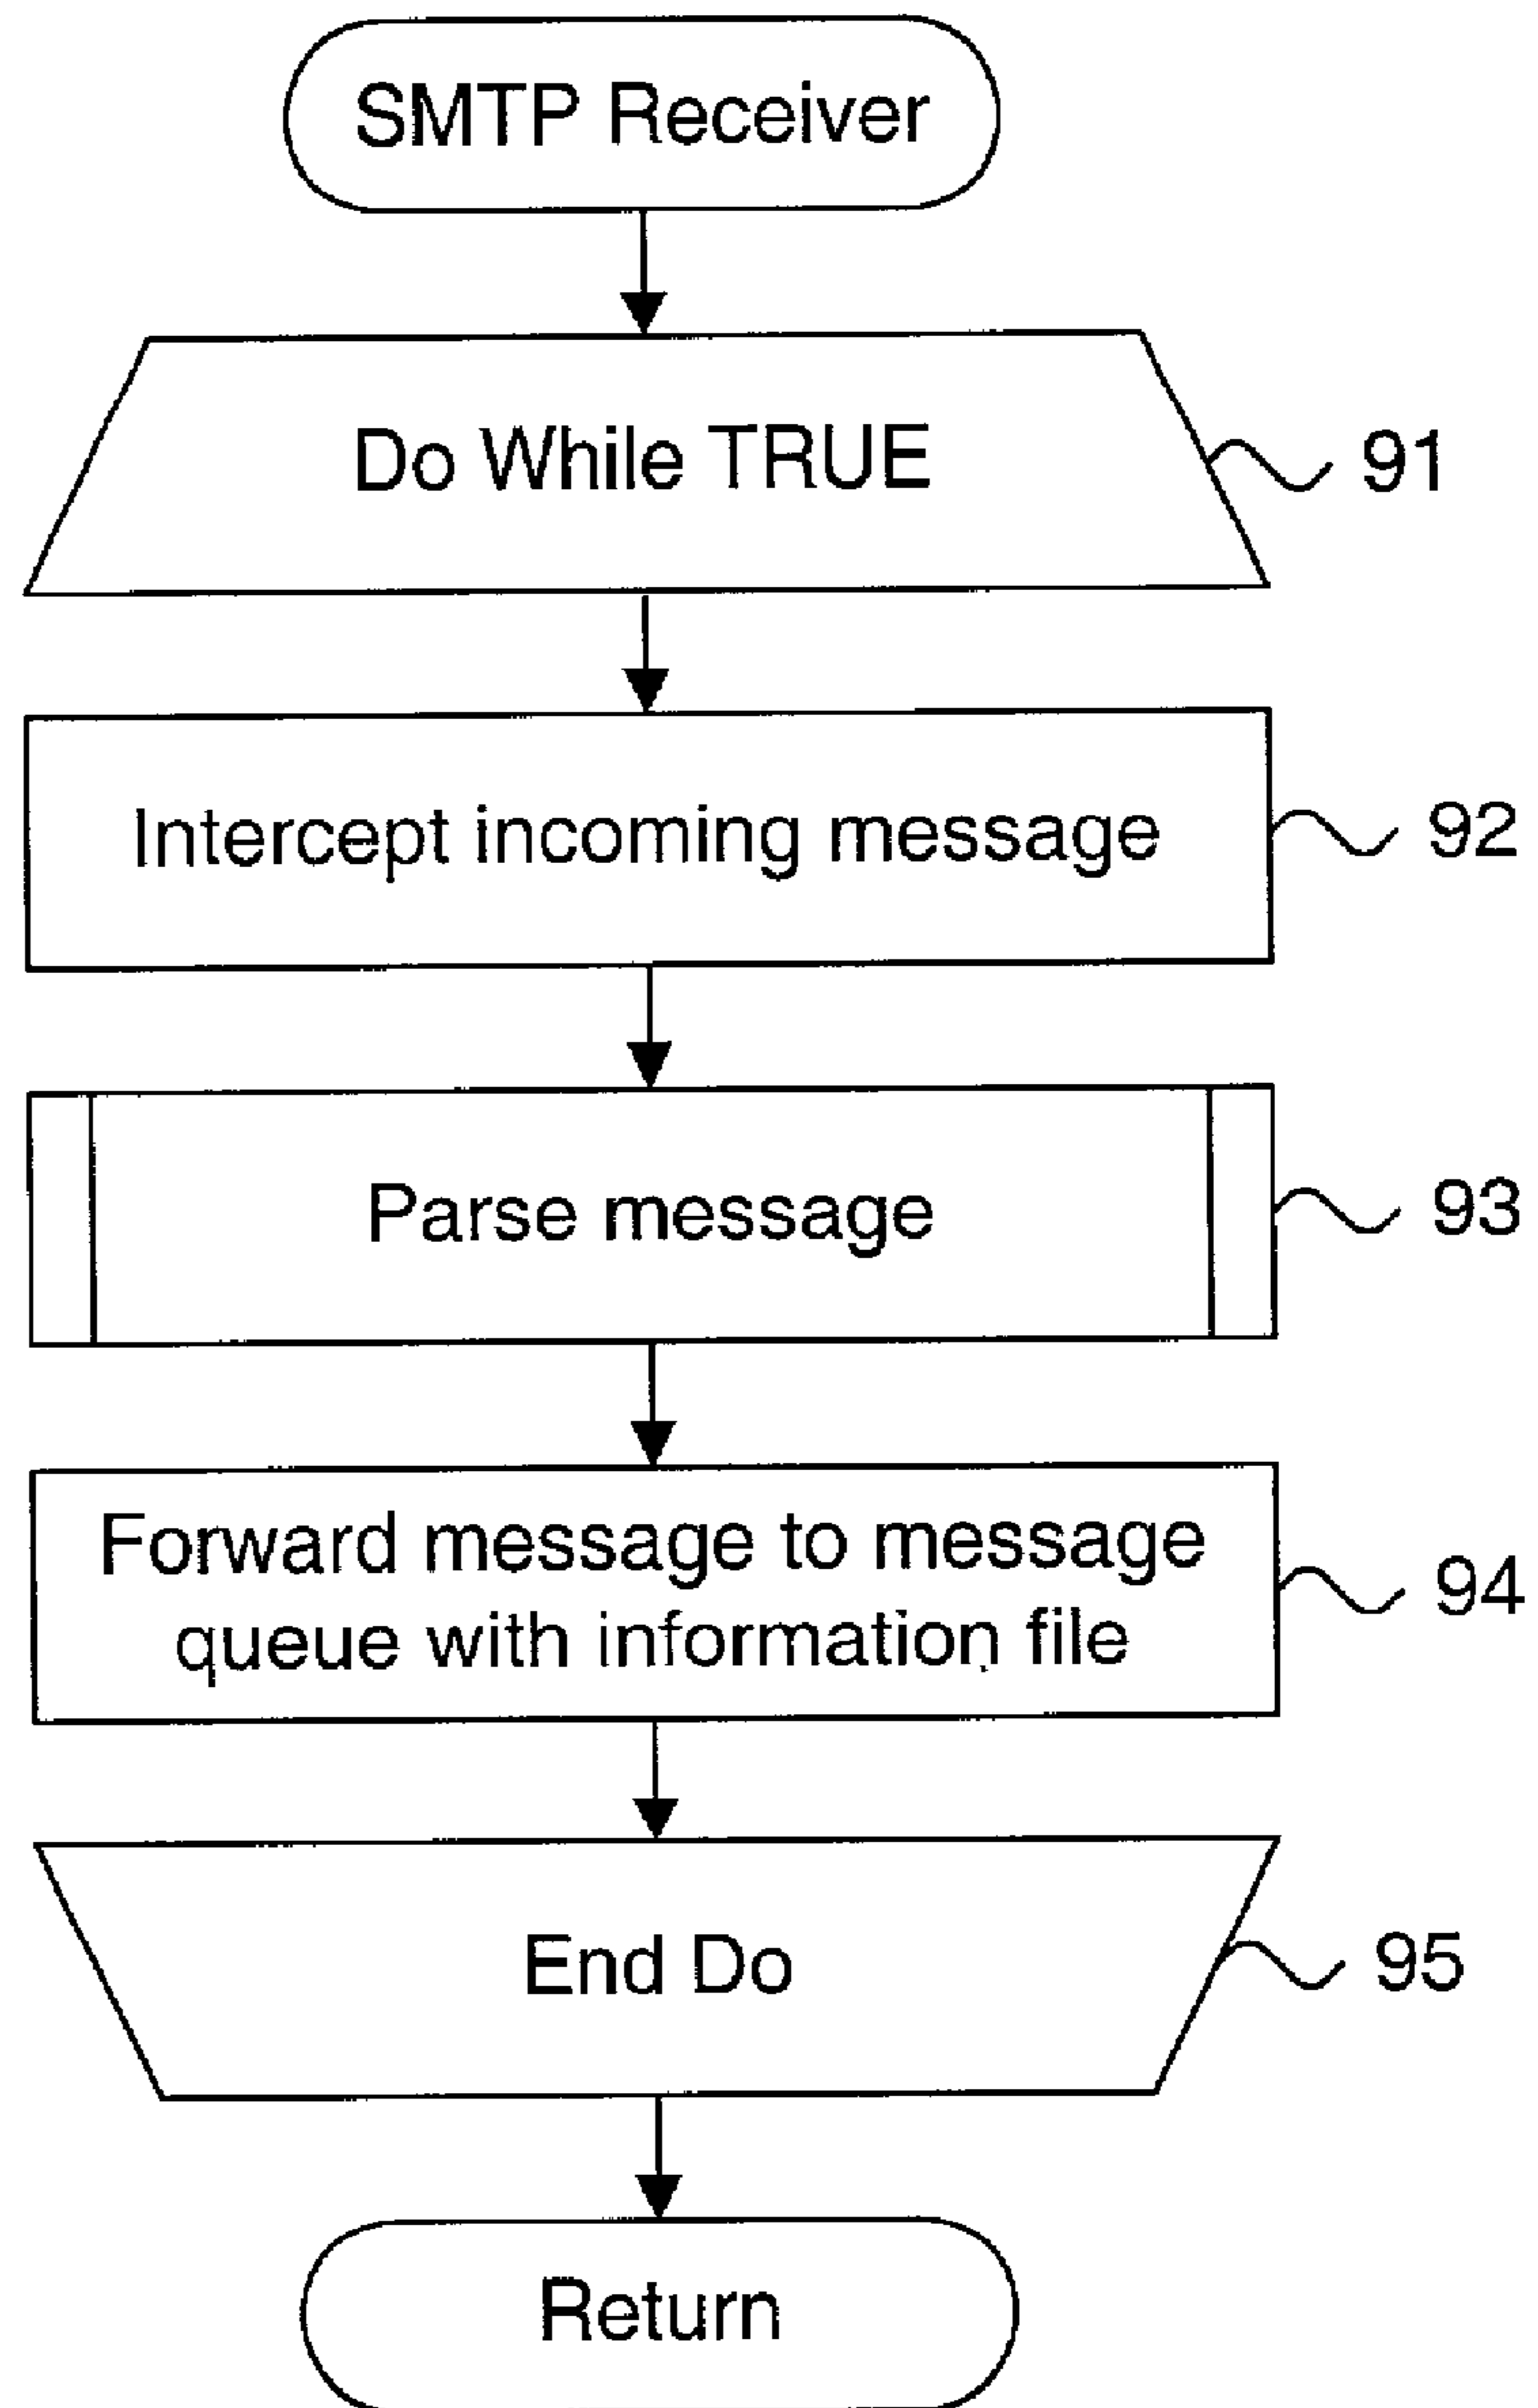 SMTP Receiver
Do While TRUE
91
Intercept incoming message
92
Parse message
93
Forward message to message
queue with information file
94
End Do
95
Return